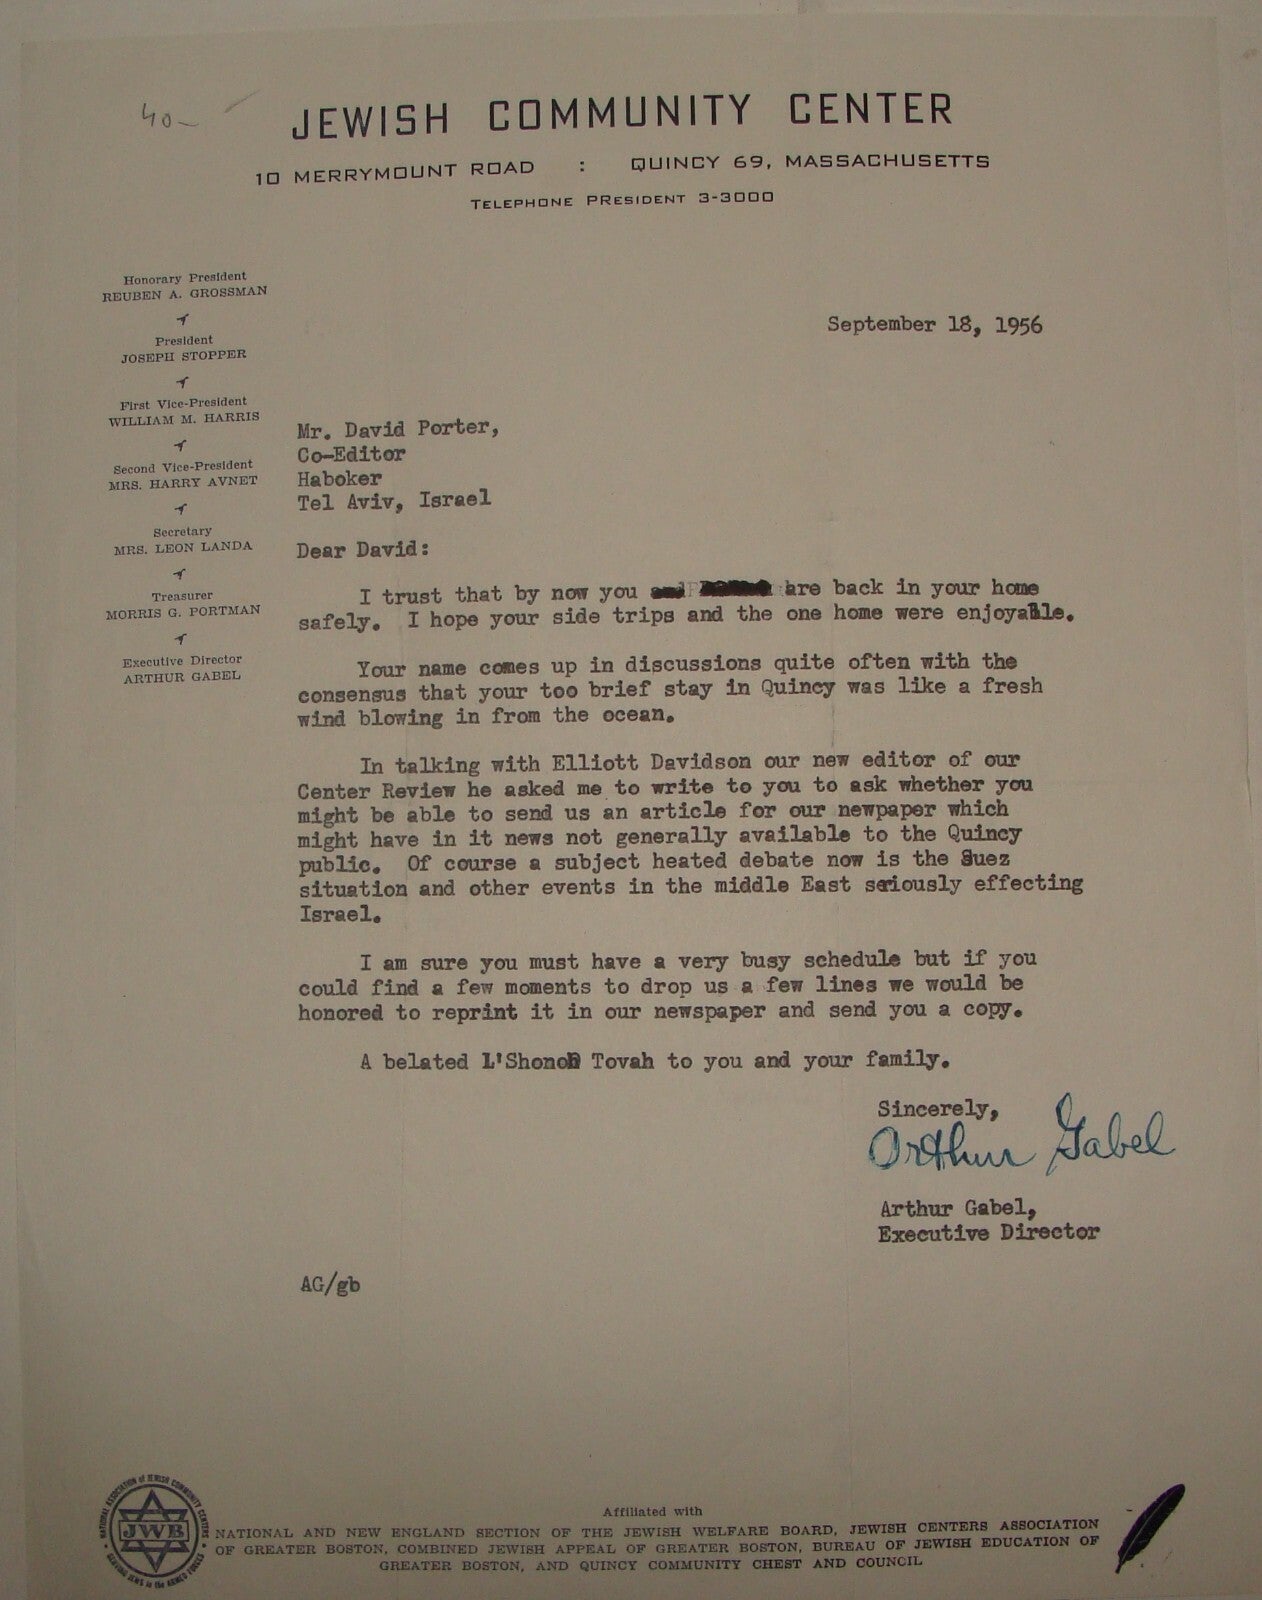 40-
JEWISH COMMUNITY CENTER
10 MERRYMOUNT ROAD : QUINCY 69, MASSACHUSETTS
TELEPHONE PRESIDENT 3-3000
Honorary President
REUBEN A. GROSSMAN
President
JOSEPH STOPPER
First Vice-President
WILLIAM M. HARRIS
Second Vice-President
MRS. HARRY AVNET
Secretary
MRS. LEON LANDA
Treasurer
MORRIS G. PORTMAN
Executive Director
ARTHUR GABEL
September 18, 1956
Mr. David Porter,
Co-Editor
Haboker
Tel Aviv, Israel
Dear David:
I trust that by now you are back in your home
safely. I hope your side trips and the one home were enjoyable.
Your name comes up in discussions quite often with the
consensus that your too brief stay in Quincy was like a fresh
wind blowing in from the ocean.
In talking with Elliott Davidson our new editor of our
Center Review he asked me to write to you to ask whether you
might be able to send us an article for our newpaper which
might have in it news not generally available to the Quincy
public. Of course a subject heated debate now is the Suez
situation and other events in the middle East seriously effecting
Israel.
I am sure you must have a very busy schedule but if you
could find a few moments to drop us a few lines we would be
honored to reprint it in our newspaper and send you a copy.
A belated L'Shonoh Tovah to you and your family.
Sincerely,
Arthur Gabel
Arthur Gabel,
Executive Director
AG/gb
NATIONAL ASSOCIATION of JEWISH COMMUNITY CENTERS
JWB
SERVING JEWS in the ARMED FORCES
Affiliated with
NATIONAL AND NEW ENGLAND SECTION OF THE JEWISH WELFARE BOARD, JEWISH CENTERS ASSOCIATION
OF GREATER BOSTON, COMBINED JEWISH APPEAL OF GREATER BOSTON, BUREAU OF JEWISH EDUCATION OF
GREATER BOSTON, AND QUINCY COMMUNITY CHEST AND COUNCIL